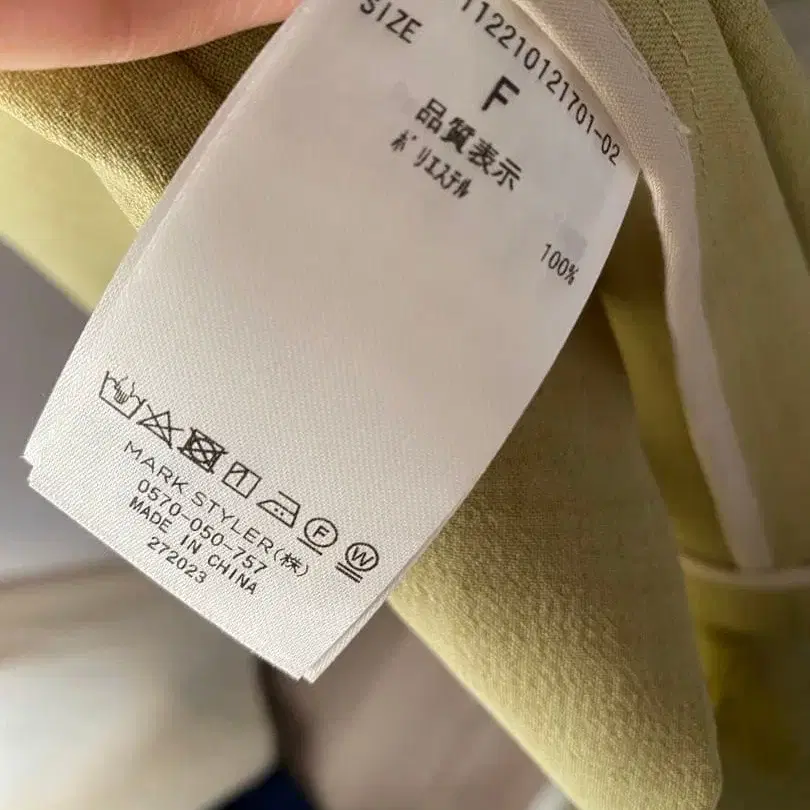 112210121701-02
SIZE
F
品質表示
ポリエステル
100%
F W
MARK STYLER(株)
0570-050-757
MADE IN CHINA
272023